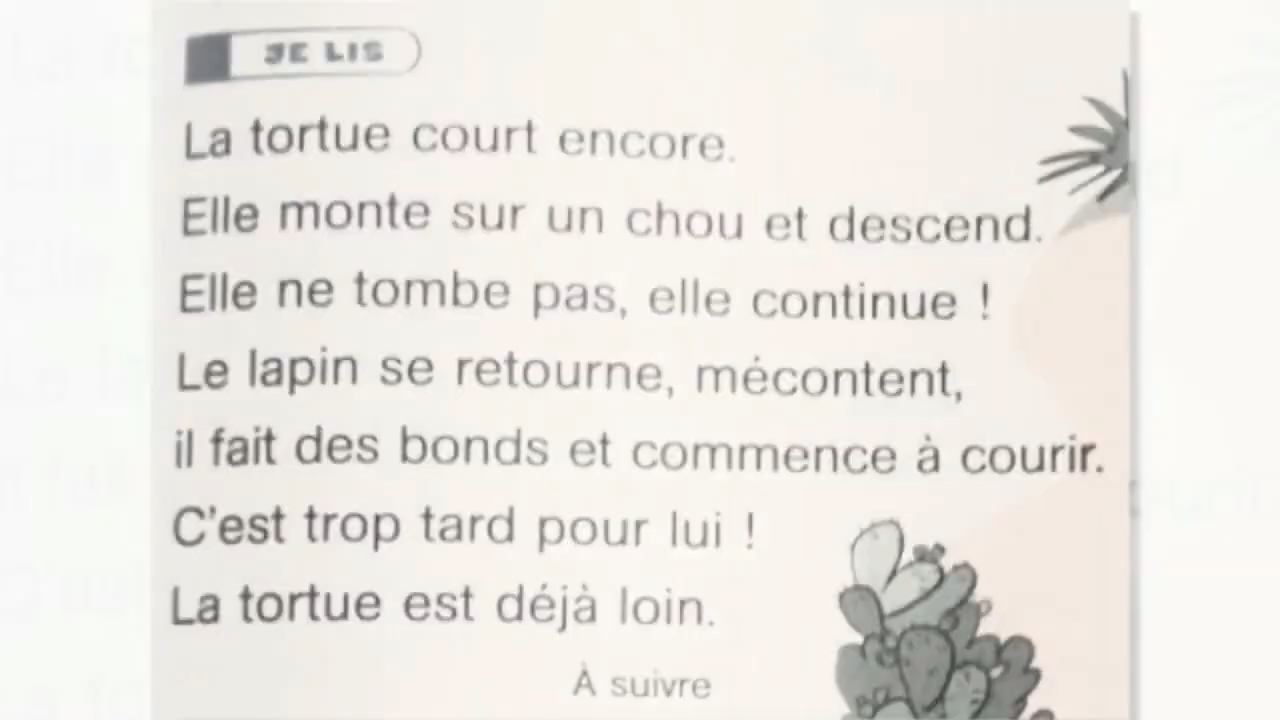 JE LIS
La tortue court encore.
Elle monte sur un chou et descend.
Elle ne tombe pas, elle continue !
Le lapin se retourne, mécontent,
il fait des bonds et commence à courir.
C'est trop tard pour lui !
La tortue est déjà loin.
À suivre